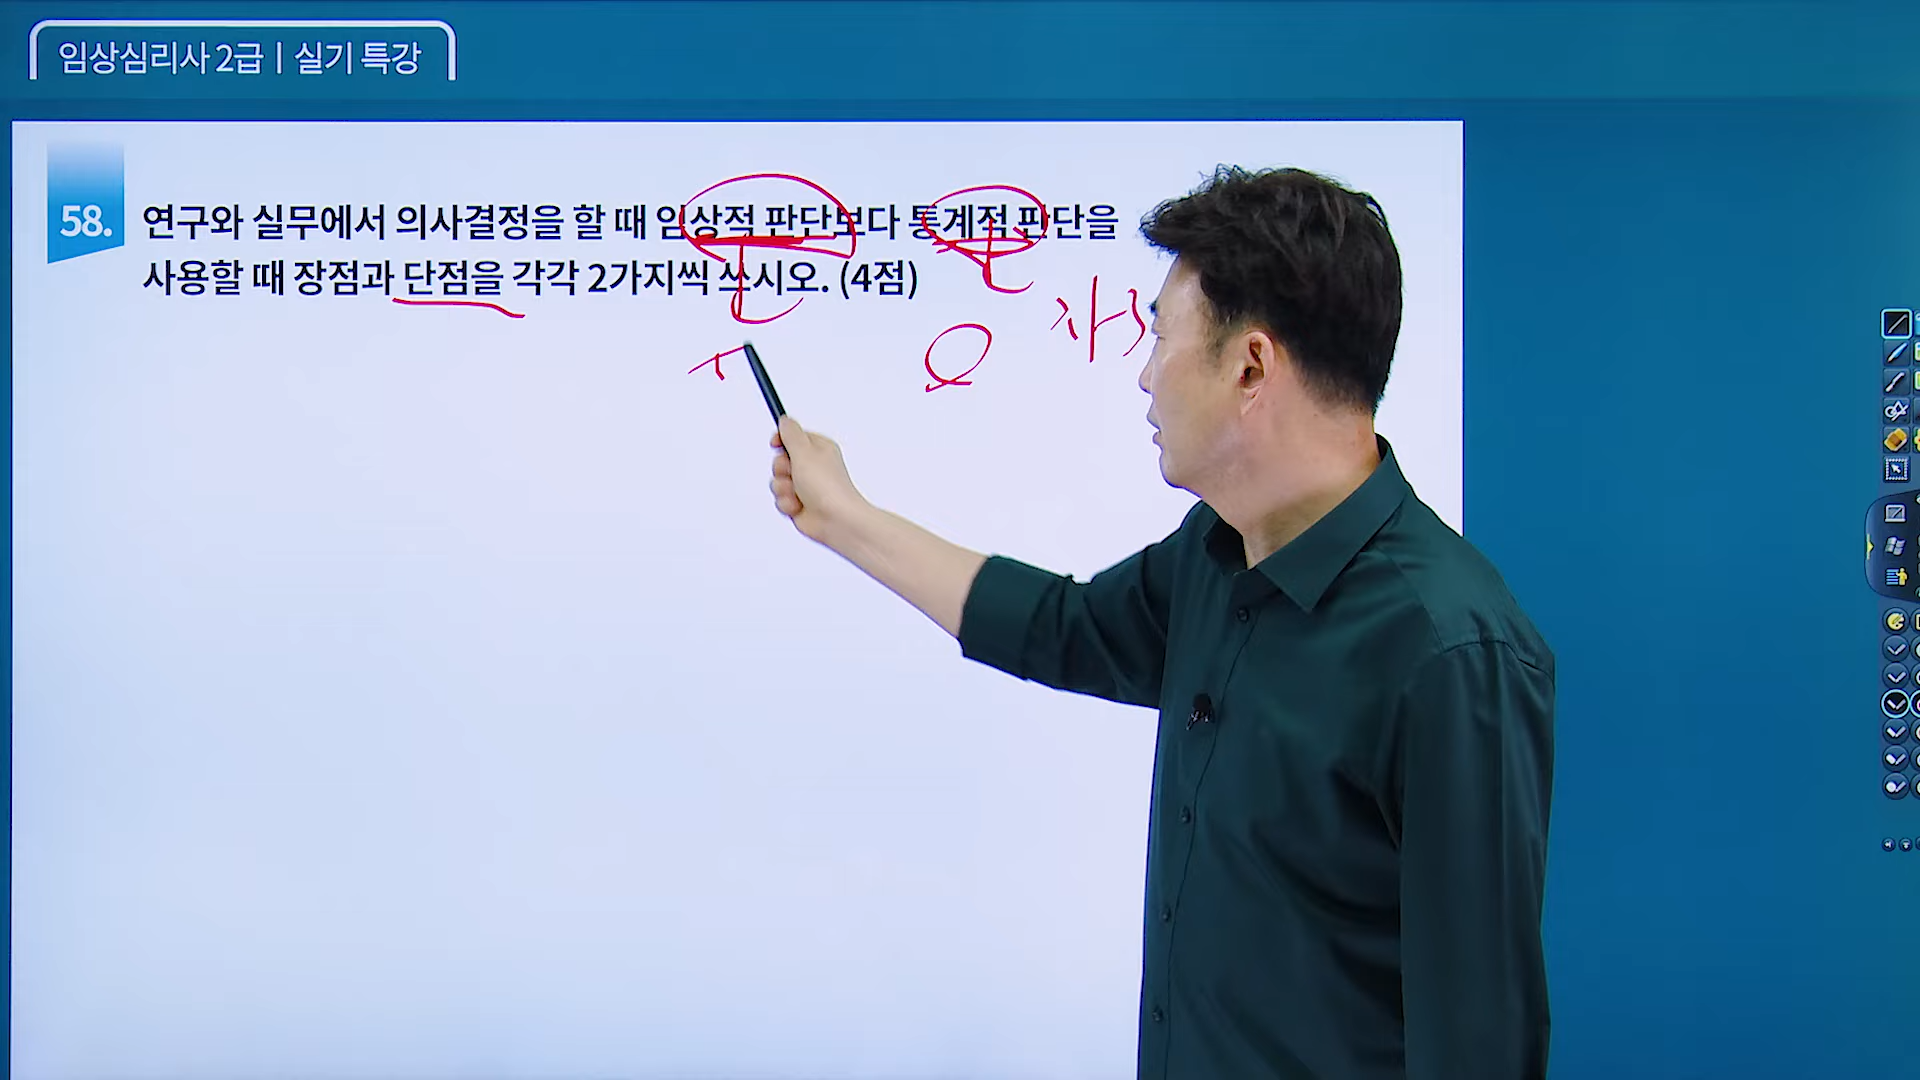 임상심리사 2급 | 실기 특강
58. 연구와 실무에서 의사결정을 할 때 임상적 판단보다 통계적 판단을
사용할 때 장점과 단점을 각각 2가지씩 쓰시오. (4점)